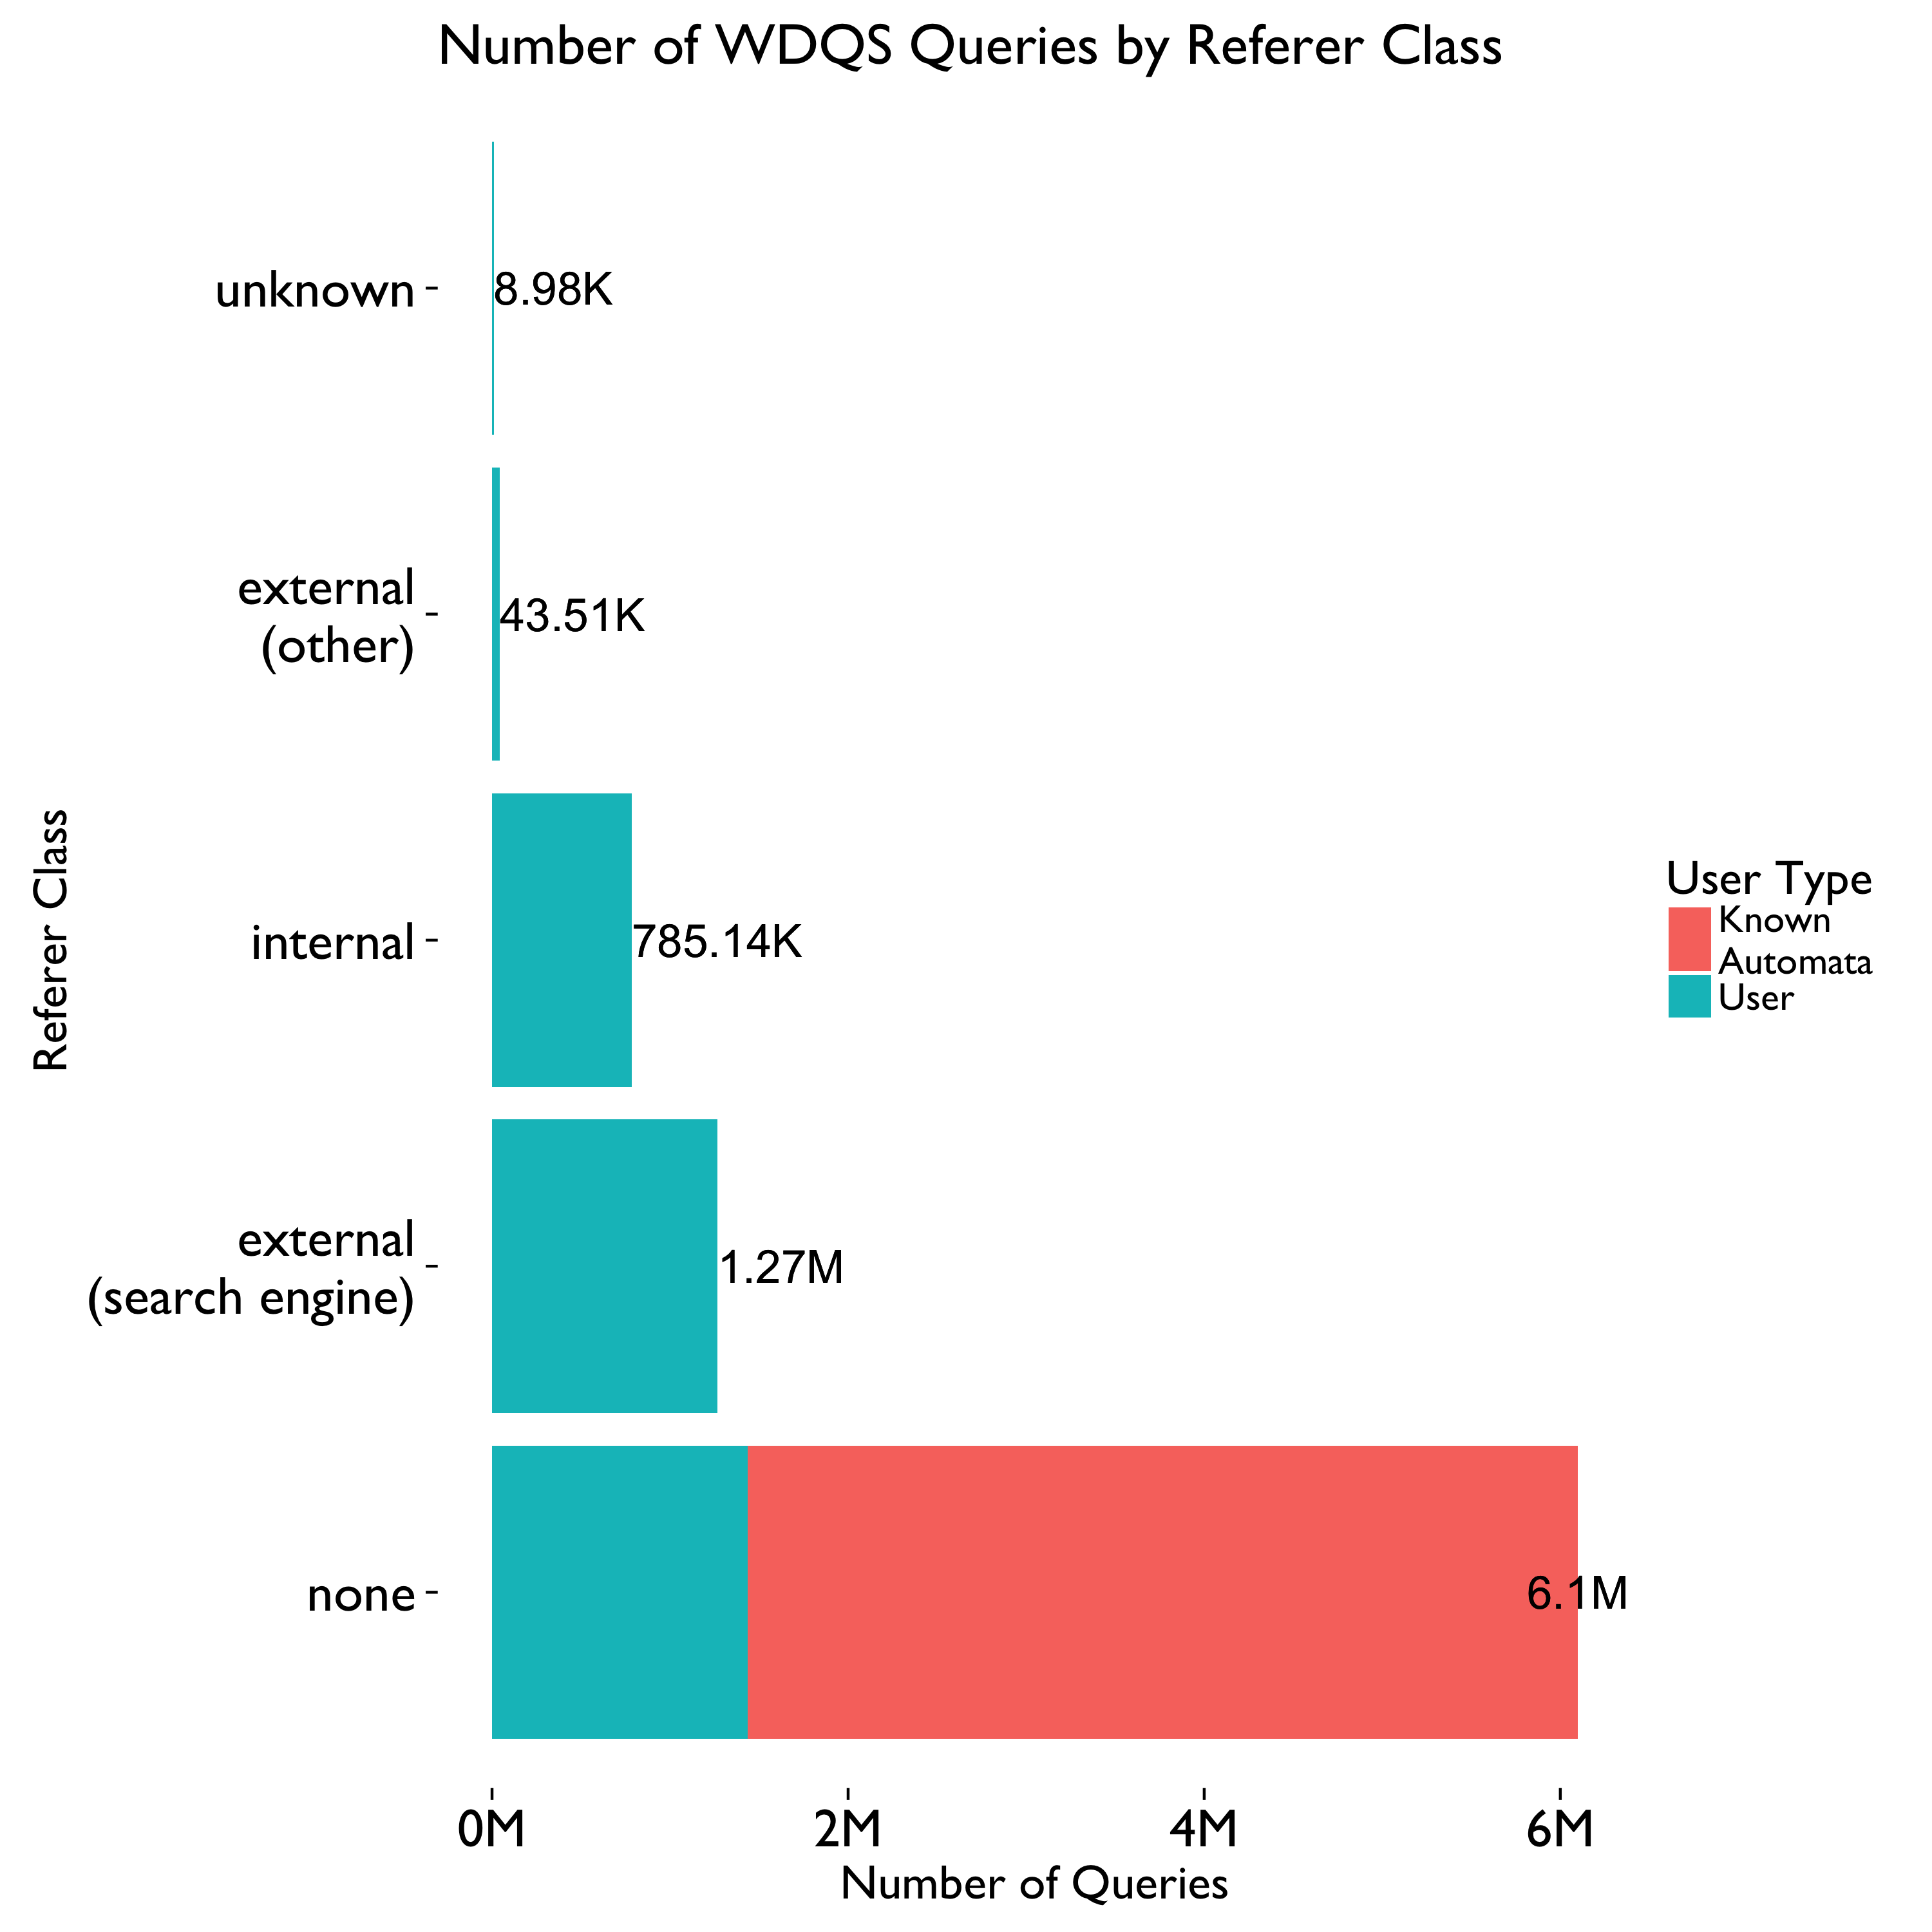 Number of WDQS Queries by Referer Class
unknown
8.98K
external
(other)
43.51K
internal
785.14K
external
(search engine)
1.27M
none
6.1M
Referer Class
0M
2M
4M
6M
Number of Queries
User Type
Known
Automata
User